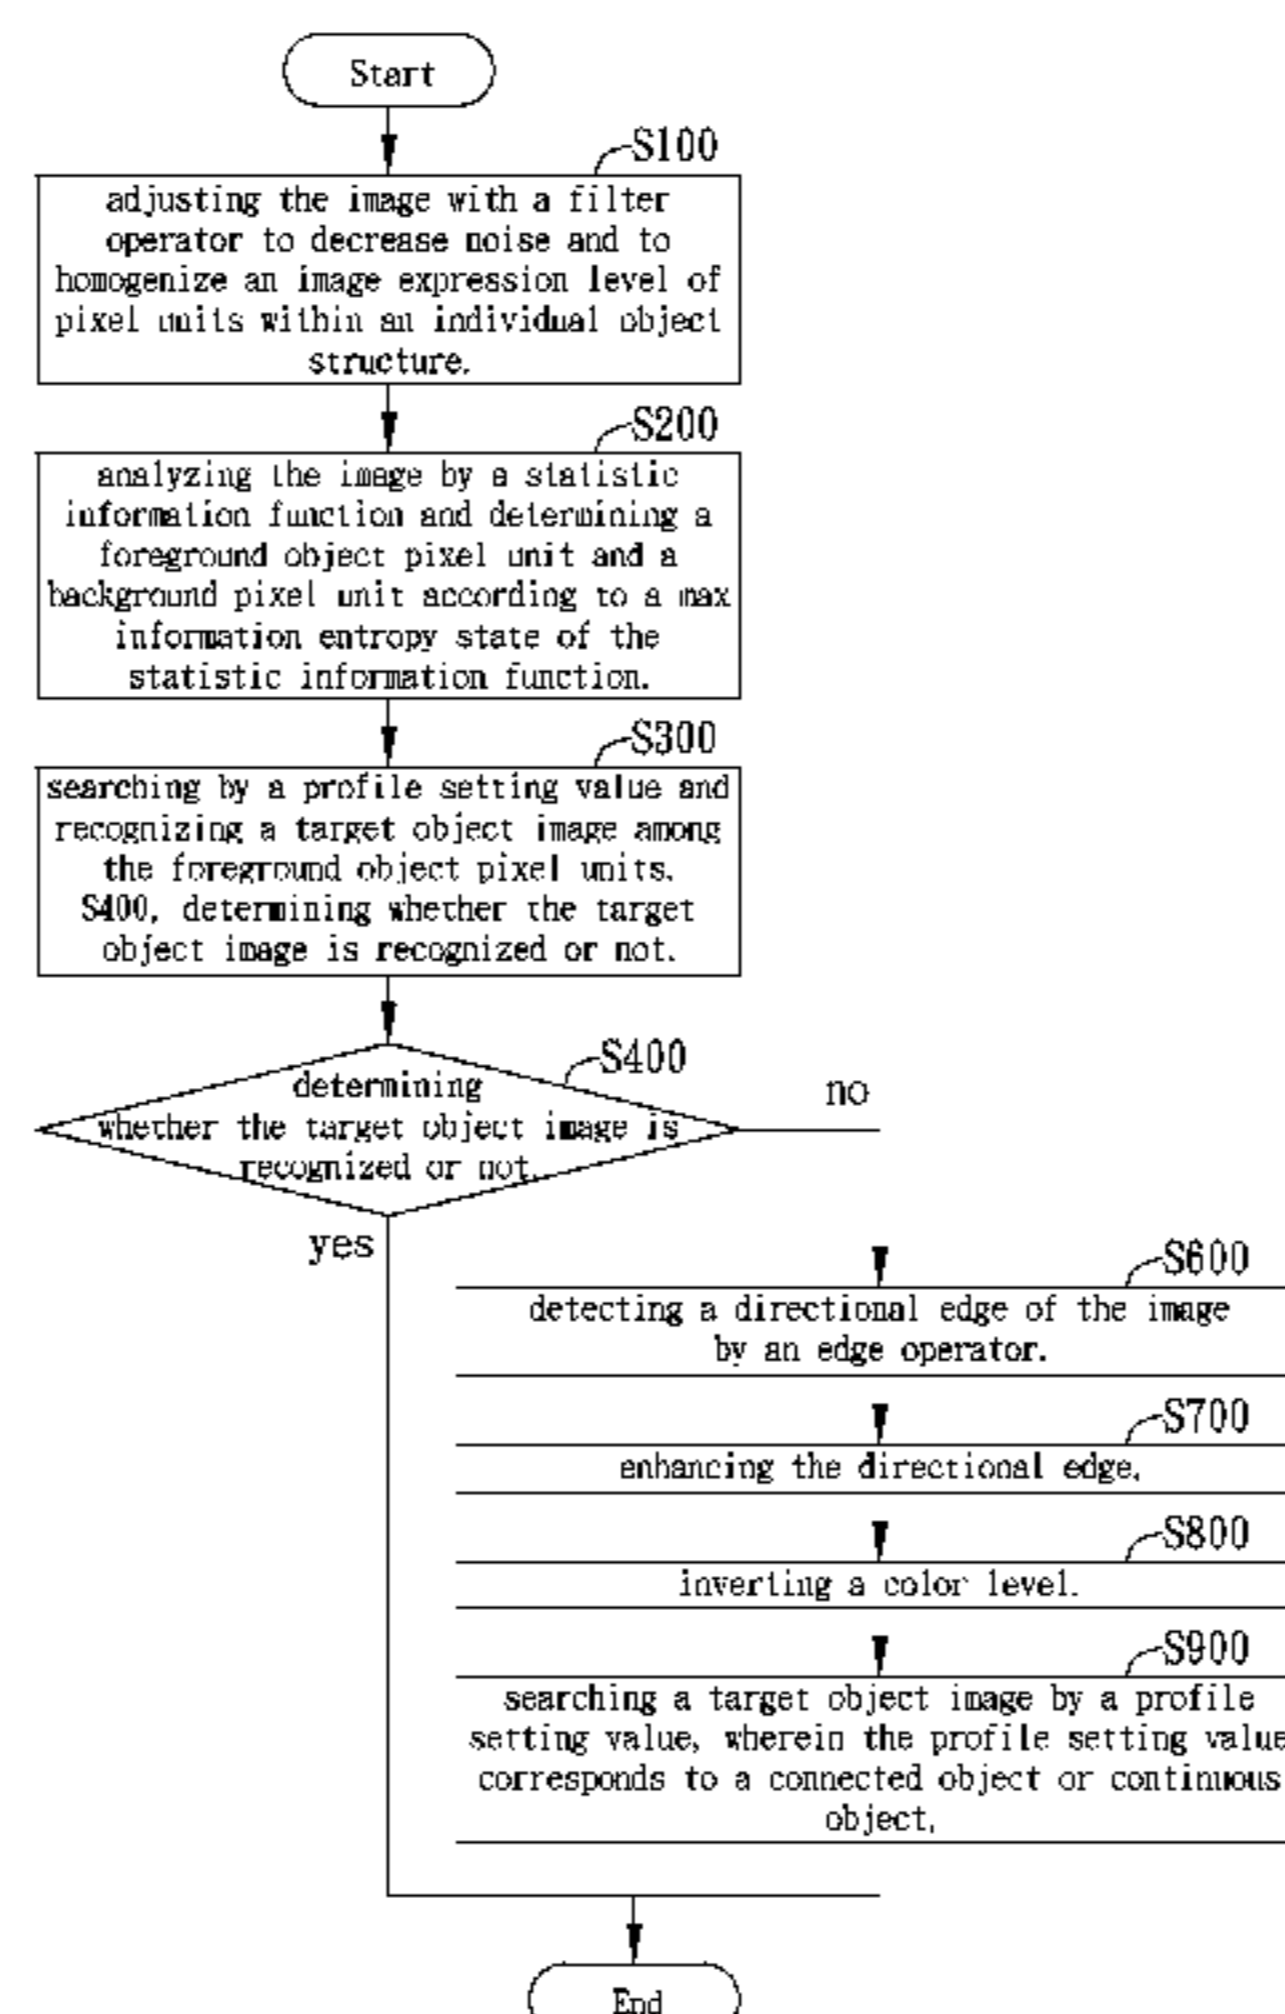 Start
S100
adjusting the image with a filter
operator to decrease noise and to
homogenize an image expression level of
pixel units within an individual object
structure.
S200
analyzing the image by a statistic
information function and determining a
foreground object pixel unit and a
background pixel unit according to a max
information entropy state of the
statistic information function.
S300
searching by a profile setting value and
recognizing a target object image among
the foreground object pixel units.
S400, determining whether the target
object image is recognized or not.
S400
determining
whether the target object image is
recognized or not.
no
yes
S600
detecting a directional edge of the image
by an edge operator.
S700
enhancing the directional edge.
S800
inverting a color level.
S900
searching a target object image by a profile
setting value, wherein the profile setting value
corresponds to a connected object or continuous
object.
End